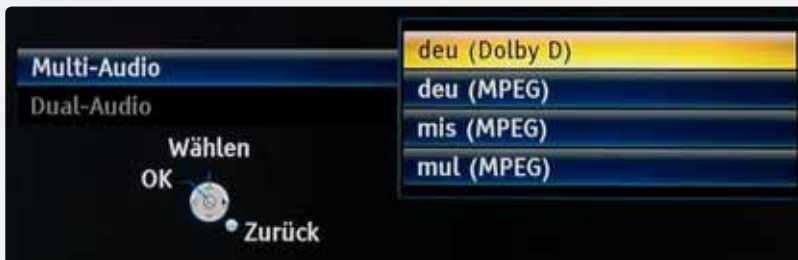 Multi-Audio
Dual-Audio
Wählen
OK
Zurück
deu (Dolby D)
deu (MPEG)
mis (MPEG)
mul (MPEG)